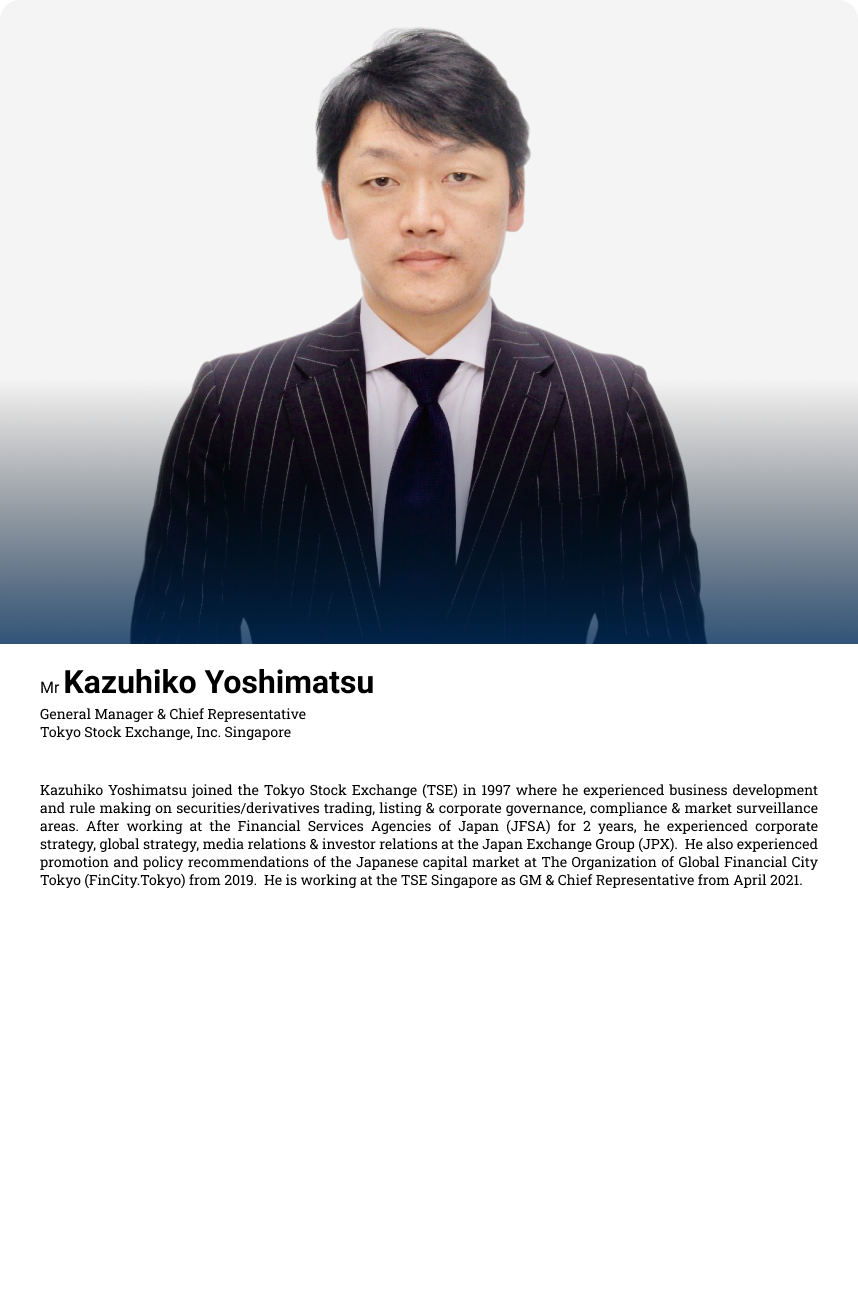 Mr Kazuhiko Yoshimatsu
General Manager & Chief Representative
Tokyo Stock Exchange, Inc. Singapore
Kazuhiko Yoshimatsu joined the Tokyo Stock Exchange (TSE) in 1997 where he experienced business development
and rule making on securities/derivatives trading, listing & corporate governance, compliance & market surveillance
areas. After working at the Financial Services Agencies of Japan (JFSA) for 2 years, he experienced corporate
strategy, global strategy, media relations & investor relations at the Japan Exchange Group (JPX).  He also experienced
promotion and policy recommendations of the Japanese capital market at The Organization of Global Financial City
Tokyo (FinCity.Tokyo) from 2019.  He is working at the TSE Singapore as GM & Chief Representative from April 2021.